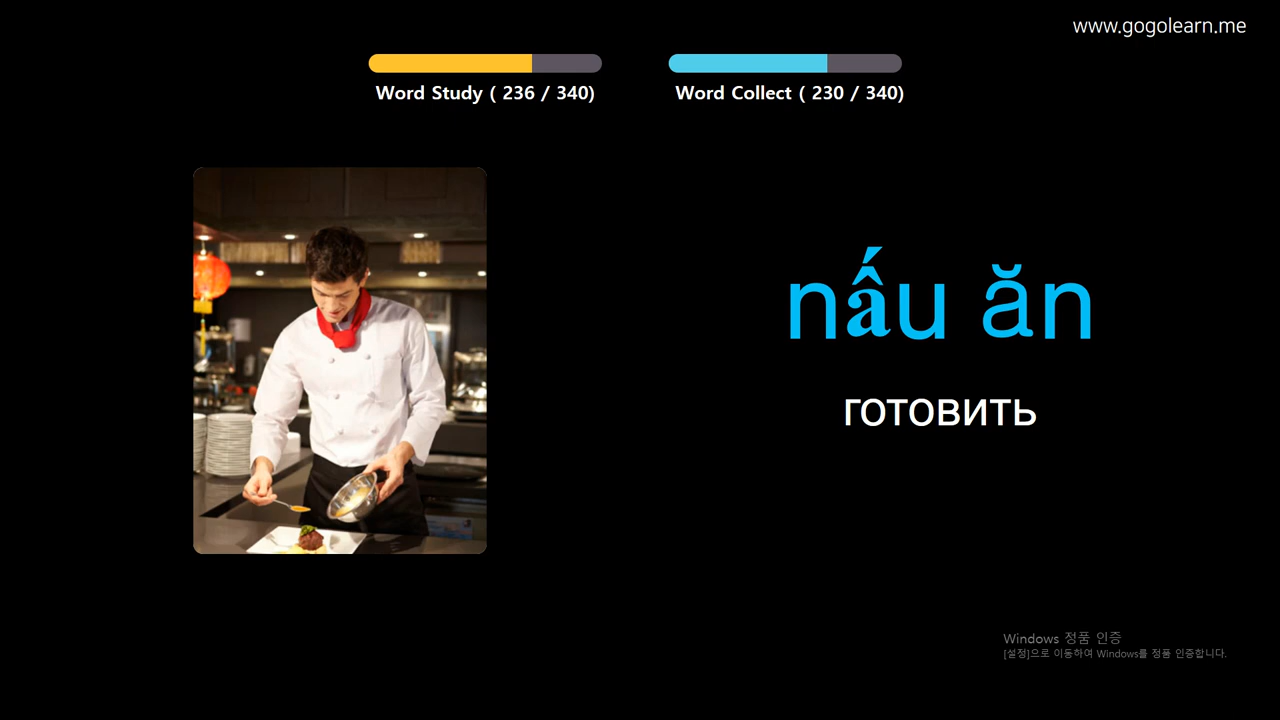 www.gogolearn.me
Word Study ( 236 / 340)
Word Collect ( 230 / 340)
nấu ăn
готовить
Windows 정품 인증
[설정]으로 이동하여 Windows를 정품 인증합니다.